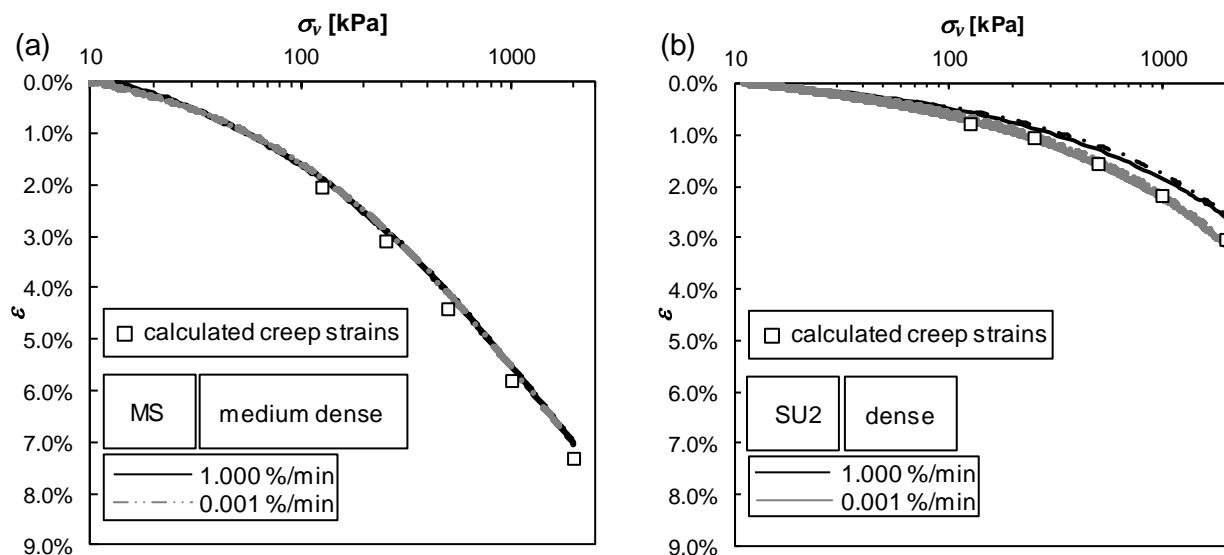 (a)
σv [kPa]
10 100 1000
0.0%
1.0%
2.0%
3.0%
4.0%
5.0%
6.0%
7.0%
8.0%
9.0%
ε
calculated creep strains
MS
medium dense
1.000 %/min
0.001 %/min
(b)
σv [kPa]
10 100 1000
0.0%
1.0%
2.0%
3.0%
4.0%
5.0%
6.0%
7.0%
8.0%
9.0%
ε
calculated creep strains
SU2
dense
1.000 %/min
0.001 %/min